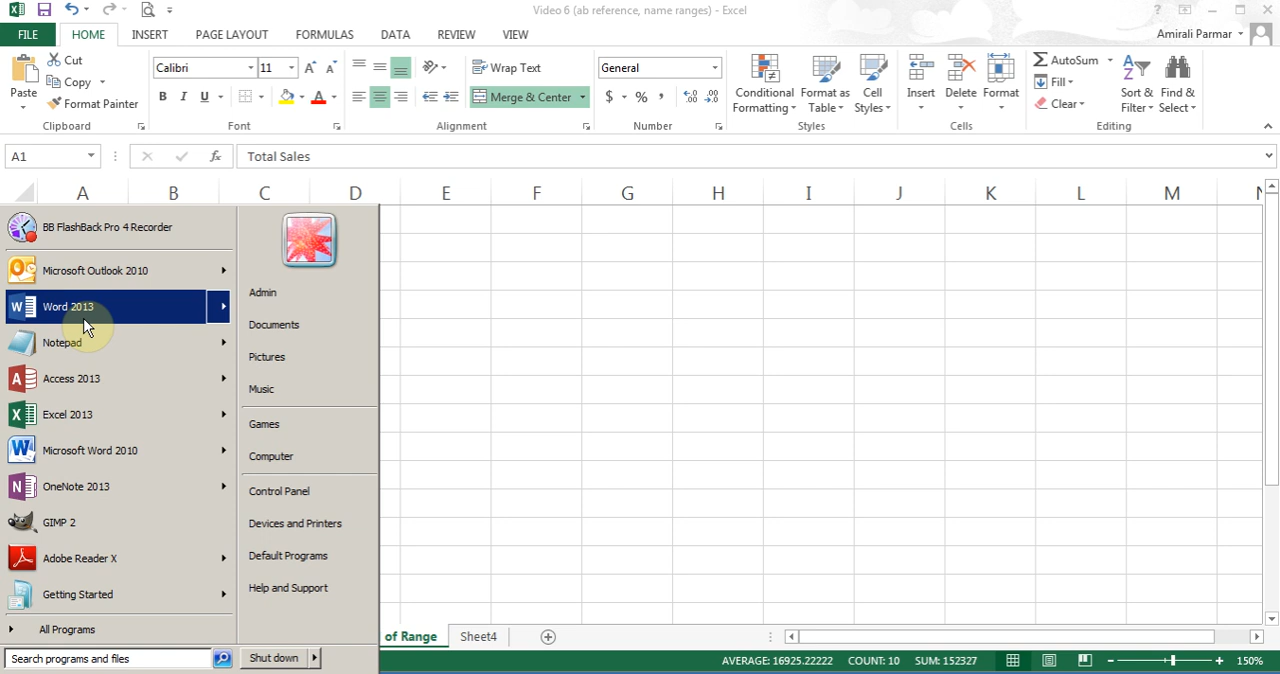 Video 6 (ab reference, name ranges) - Excel
?
FILE HOME INSERT PAGE LAYOUT FORMULAS DATA REVIEW VIEW
Amirali Parmar
Paste
Cut
Copy
Format Painter
Clipboard
Calibri 11
B I U
Font
Wrap Text
Merge & Center
Alignment
General
$ % ,
Number
Conditional Formatting
Format as Table
Cell Styles
Styles
Insert Delete Format
Cells
AutoSum
Fill
Clear
Sort & Filter
Find & Select
Editing
A1
fx
Total Sales
A B C D E F G H I J K L M N
BB FlashBack Pro 4 Recorder
Microsoft Outlook 2010
Word 2013
Notepad
Access 2013
Excel 2013
Microsoft Word 2010
OneNote 2013
GIMP 2
Adobe Reader X
Getting Started
All Programs
Search programs and files
Admin
Documents
Pictures
Music
Games
Computer
Control Panel
Devices and Printers
Default Programs
Help and Support
Shut down
of Range Sheet4
AVERAGE: 16925.22222 COUNT: 10 SUM: 152327
150%